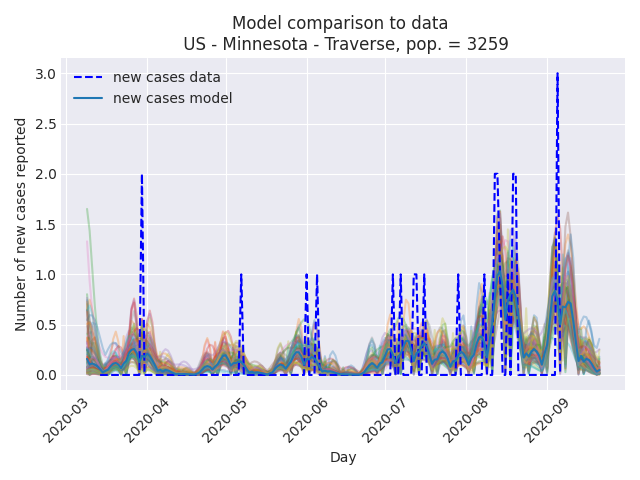 Model comparison to data
US - Minnesota - Traverse, pop. = 3259
new cases data
new cases model
Number of new cases reported
3.0
2.5
2.0
1.5
1.0
0.5
0.0
2020-03
2020-04
2020-05
2020-06
2020-07
2020-08
2020-09
Day